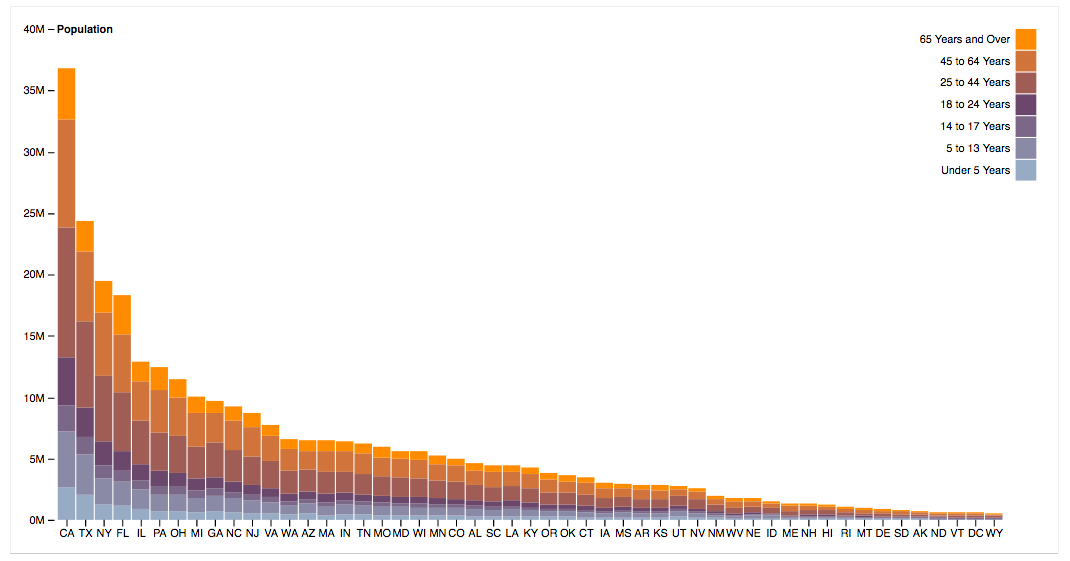 40M Population
65 Years and Over
45 to 64 Years
35M
25 to 44 Years
18 to 24 Years
14 to 17 Years
30M
5 to 13 Years
Under 5 Years
25M
20M
15M
10M
5M
0M
CA TX NY FL IL PA OH MI GA NC NJ VA WA AZ MA IN TN MO MD WI MN CO AL SC LA KY OR OK CT IA MS AR KS UT NV NM WV NE ID ME NH HI RI MT DE SD AK ND VT DC WY